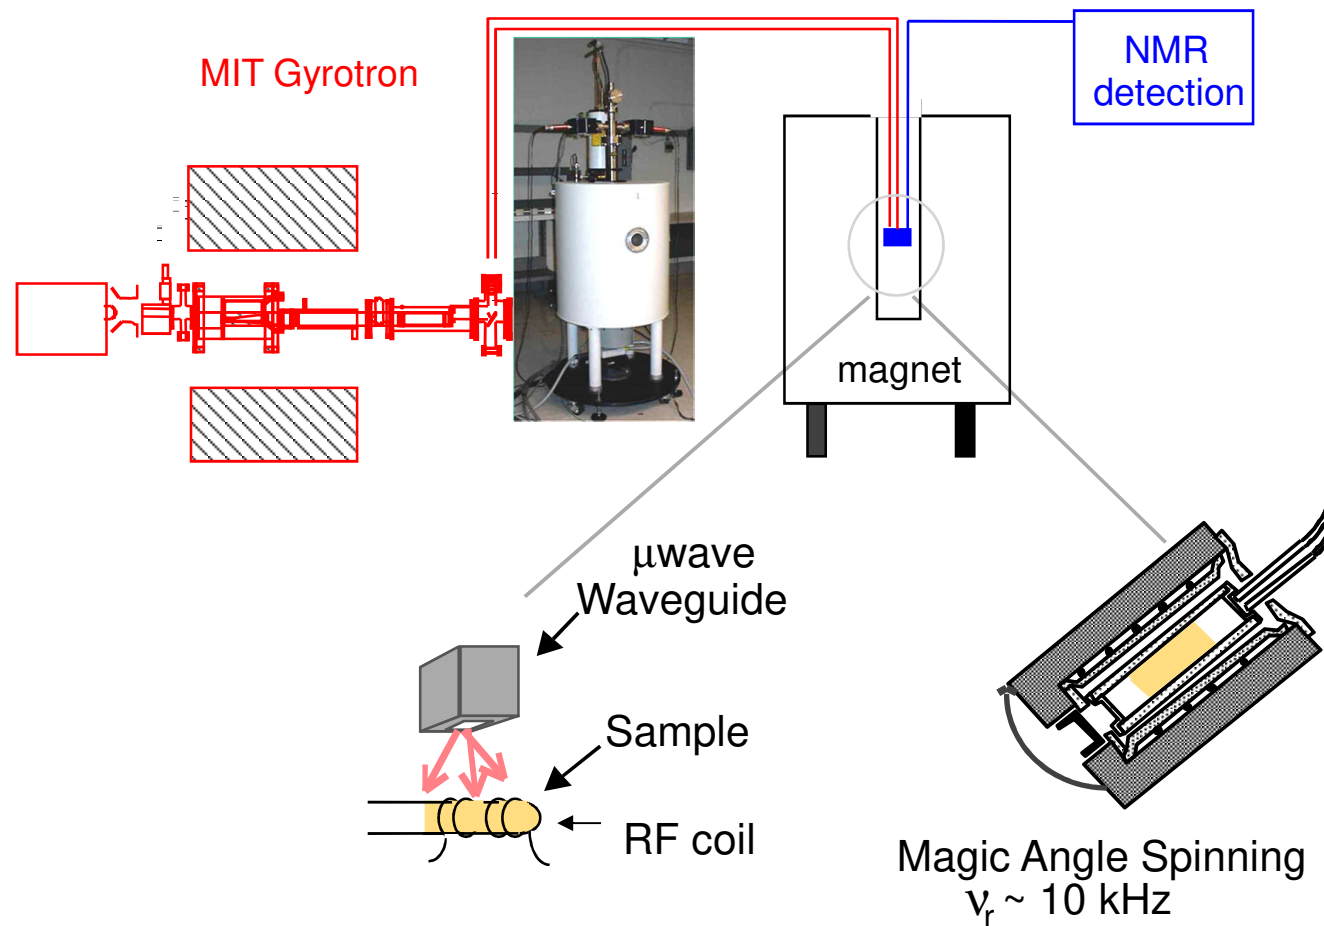 MIT Gyrotron
NMR
detection
magnet
μwave
Waveguide
Sample
RF coil
Magic Angle Spinning
νr ~ 10 kHz